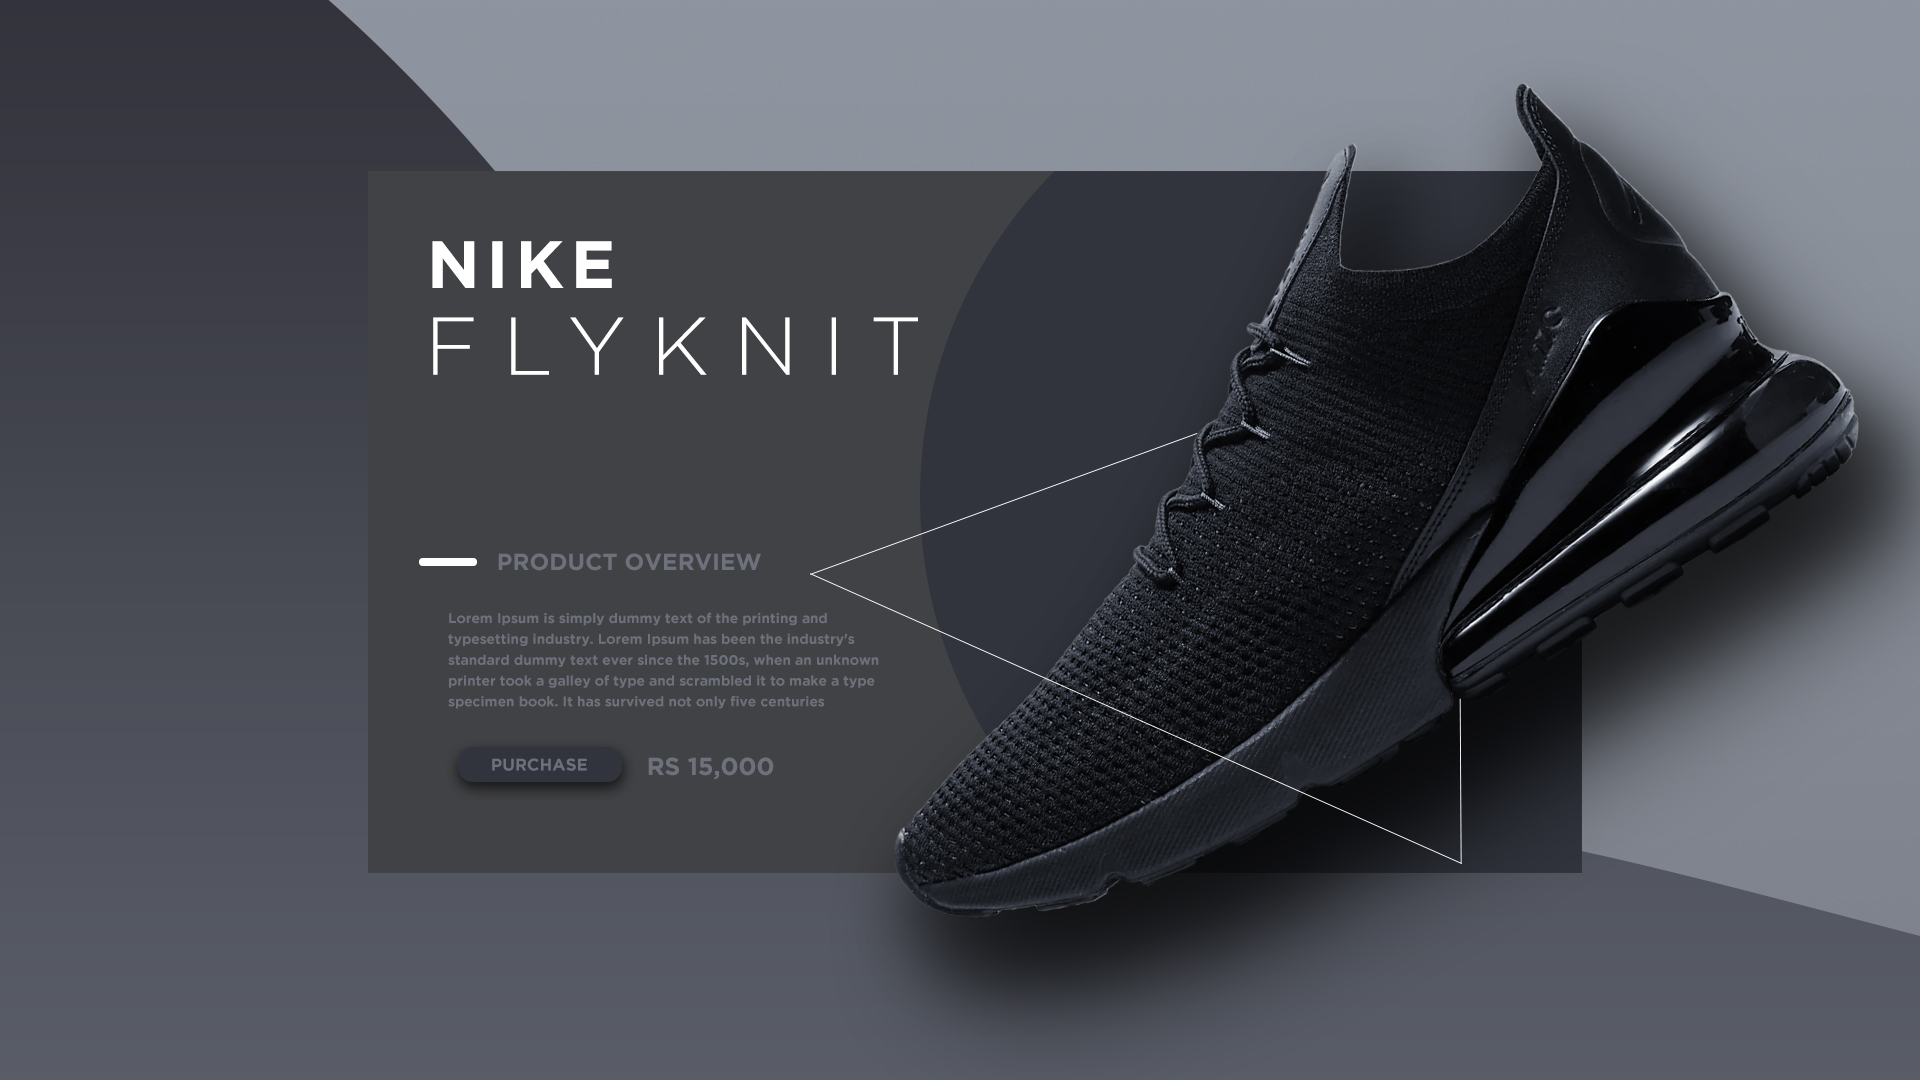 NIKE
FLYKNIT
PRODUCT OVERVIEW
Lorem Ipsum is simply dummy text of the printing and
typesetting industry. Lorem Ipsum has been the industry's
standard dummy text ever since the 1500s, when an unknown
printer took a galley of type and scrambled it to make a type
specimen book. It has survived not only five centuries
PURCHASE
RS 15,000